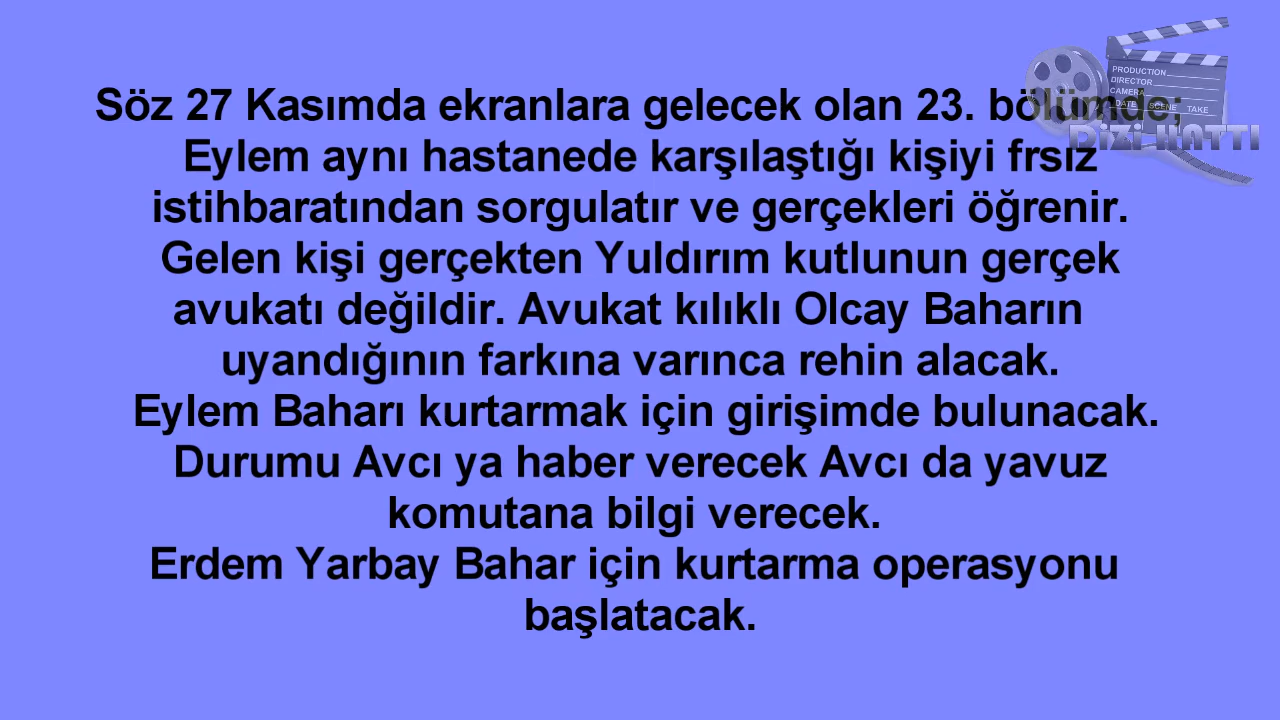 Söz 27 Kasımda ekranlara gelecek olan 23. bölümde;
Eylem aynı hastanede karşılaştığı kişiyi frsız
istihbaratından sorgulatır ve gerçekleri öğrenir.
Gelen kişi gerçekten Yuldırım kutlunun gerçek
avukatı değildir. Avukat kılıklı Olcay Baharın
uyandığının farkına varınca rehin alacak.
Eylem Baharı kurtarmak için girişimde bulunacak.
Durumu Avcı ya haber verecek Avcı da yavuz
komutana bilgi verecek.
Erdem Yarbay Bahar için kurtarma operasyonu
başlatacak.
PRODUCTION
DIRECTOR
CAMERA
DATE SCENE TAKE
DİZİ HATTI